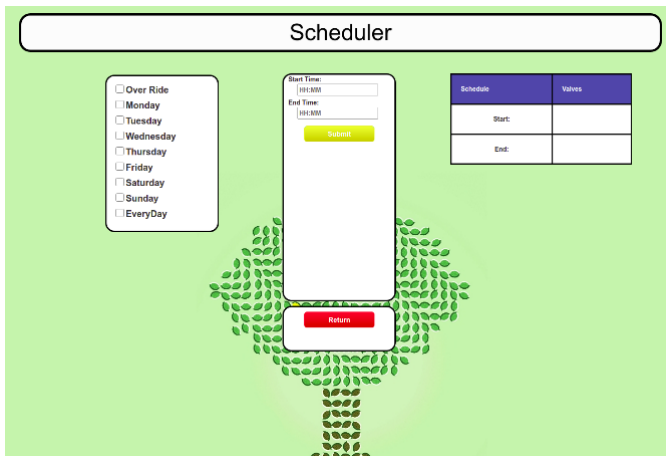 Scheduler
Over Ride
Monday
Tuesday
Wednesday
Thursday
Friday
Saturday
Sunday
EveryDay
Start Time:
HH:MM
End Time:
HH:MM
Submit
Return
Schedule Valves
Start:
End: